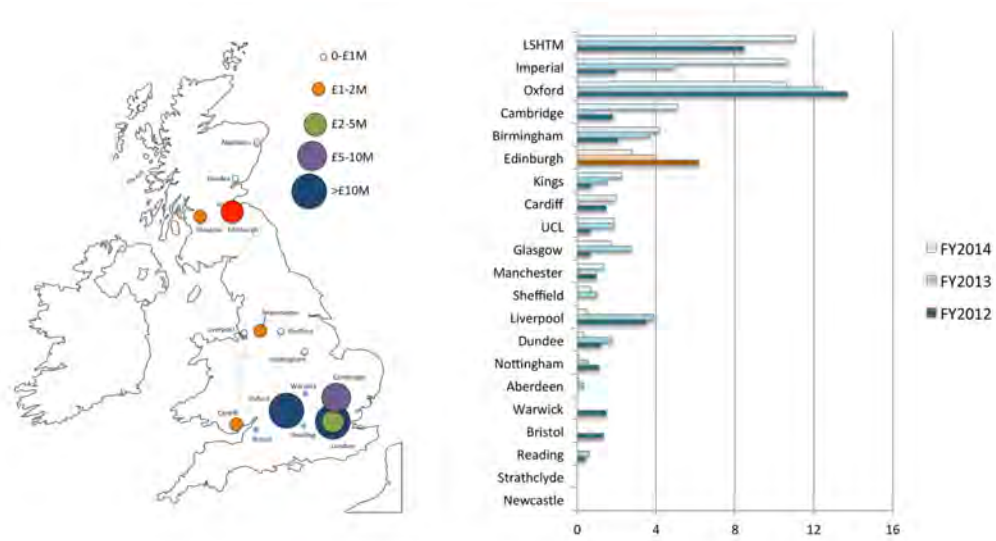 0-£1M
£1-2M
£2-5M
£5-10M
>£10M
Aberdeen
Dundee
Glasgow
Edinburgh
Manchester
Liverpool
Sheffield
Nottingham
Cambridge
Warwick
Oxford
Cardiff
Bristol
Reading
London
LSHTM
Imperial
Oxford
Cambridge
Birmingham
Edinburgh
Kings
Cardiff
UCL
Glasgow
Manchester
Sheffield
Liverpool
Dundee
Nottingham
Aberdeen
Warwick
Bristol
Reading
Strathclyde
Newcastle
0 4 8 12 16
FY2014
FY2013
FY2012